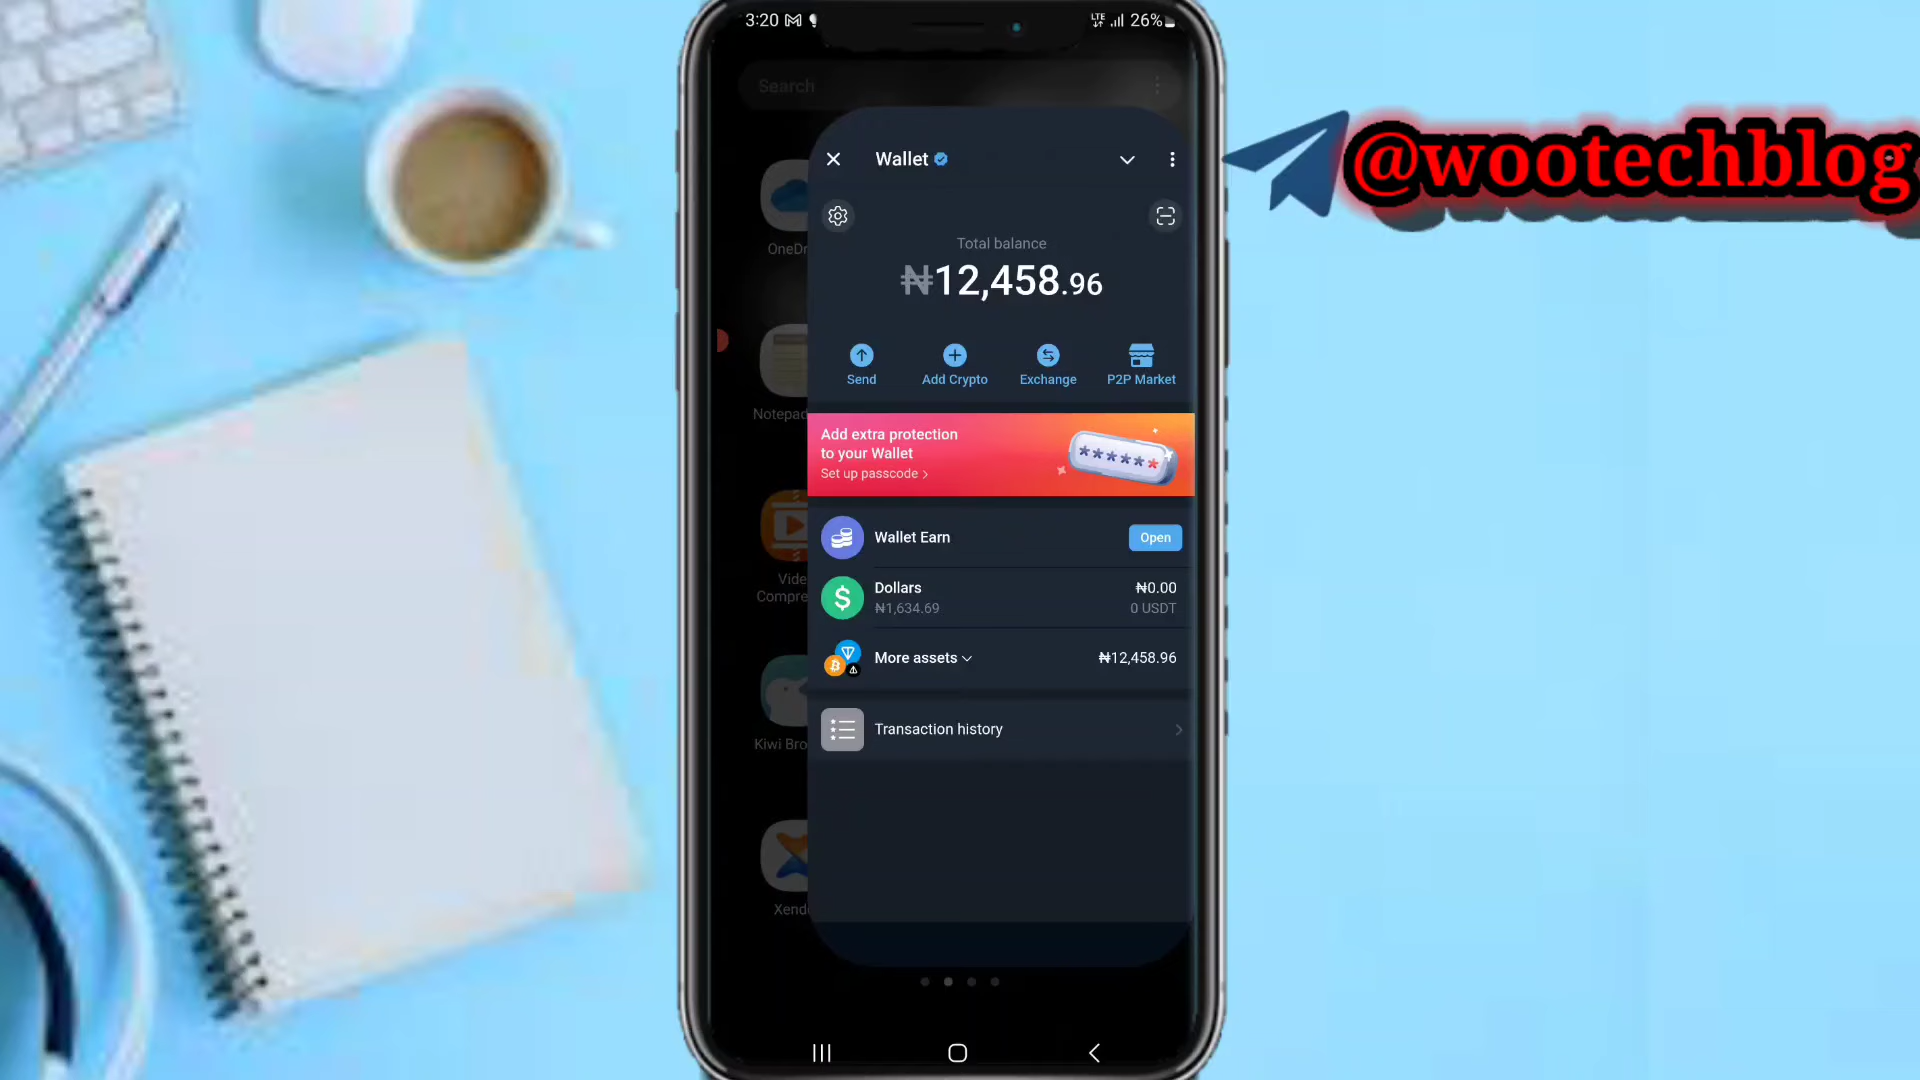 3:20
LTE
26%
@wootechblog
Search
Wallet
OneDr
Total balance
₦12,458.96
Send
Add Crypto
Exchange
P2P Market
Notepad
Add extra protection
to your Wallet
Set up passcode >
******
Wallet Earn
Open
Dollars
₦0.00
₦1,634.69
0 USDT
Vide
Compre
More assets
₦12,458.96
Transaction history
Kiwi Bro
Xend